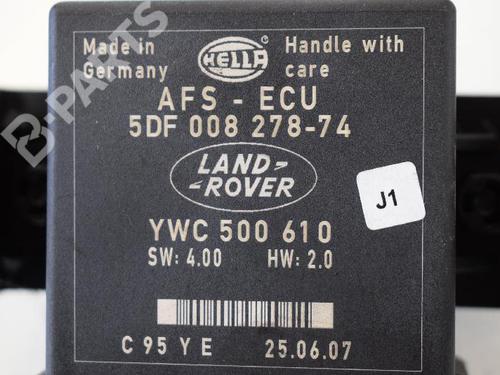 Made in
Germany
HELLA
Handle with
care
AFS - ECU
5DF 008 278-74
LAND-
-ROVER
J1
YWC 500 610
SW: 4.00 HW: 2.0
C 95 Y E 25.06.07
B-PARTS